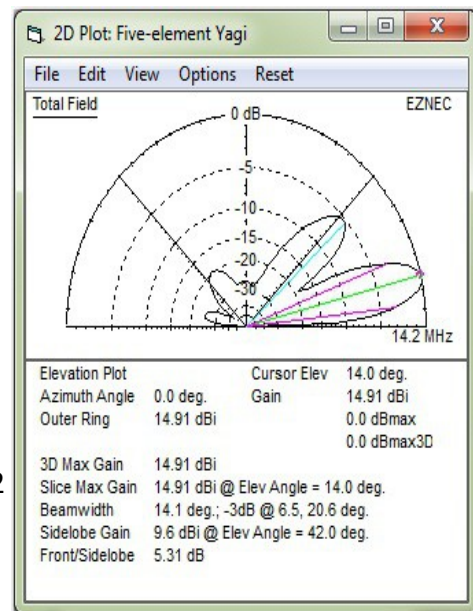 2D Plot: Five-element Yagi
File Edit View Options Reset
Total Field
EZNEC
0 dB
-5
-10
-15
-20
-30
14.2 MHz
Elevation Plot Cursor Elev 14.0 deg.
Azimuth Angle 0.0 deg. Gain 14.91 dBi
Outer Ring 14.91 dBi 0.0 dBmax
0.0 dBmax3D
3D Max Gain 14.91 dBi
2
Slice Max Gain 14.91 dBi @ Elev Angle = 14.0 deg.
Beamwidth 14.1 deg.; -3dB @ 6.5, 20.6 deg.
Sidelobe Gain 9.6 dBi @ Elev Angle = 42.0 deg.
Front/Sidelobe 5.31 dB